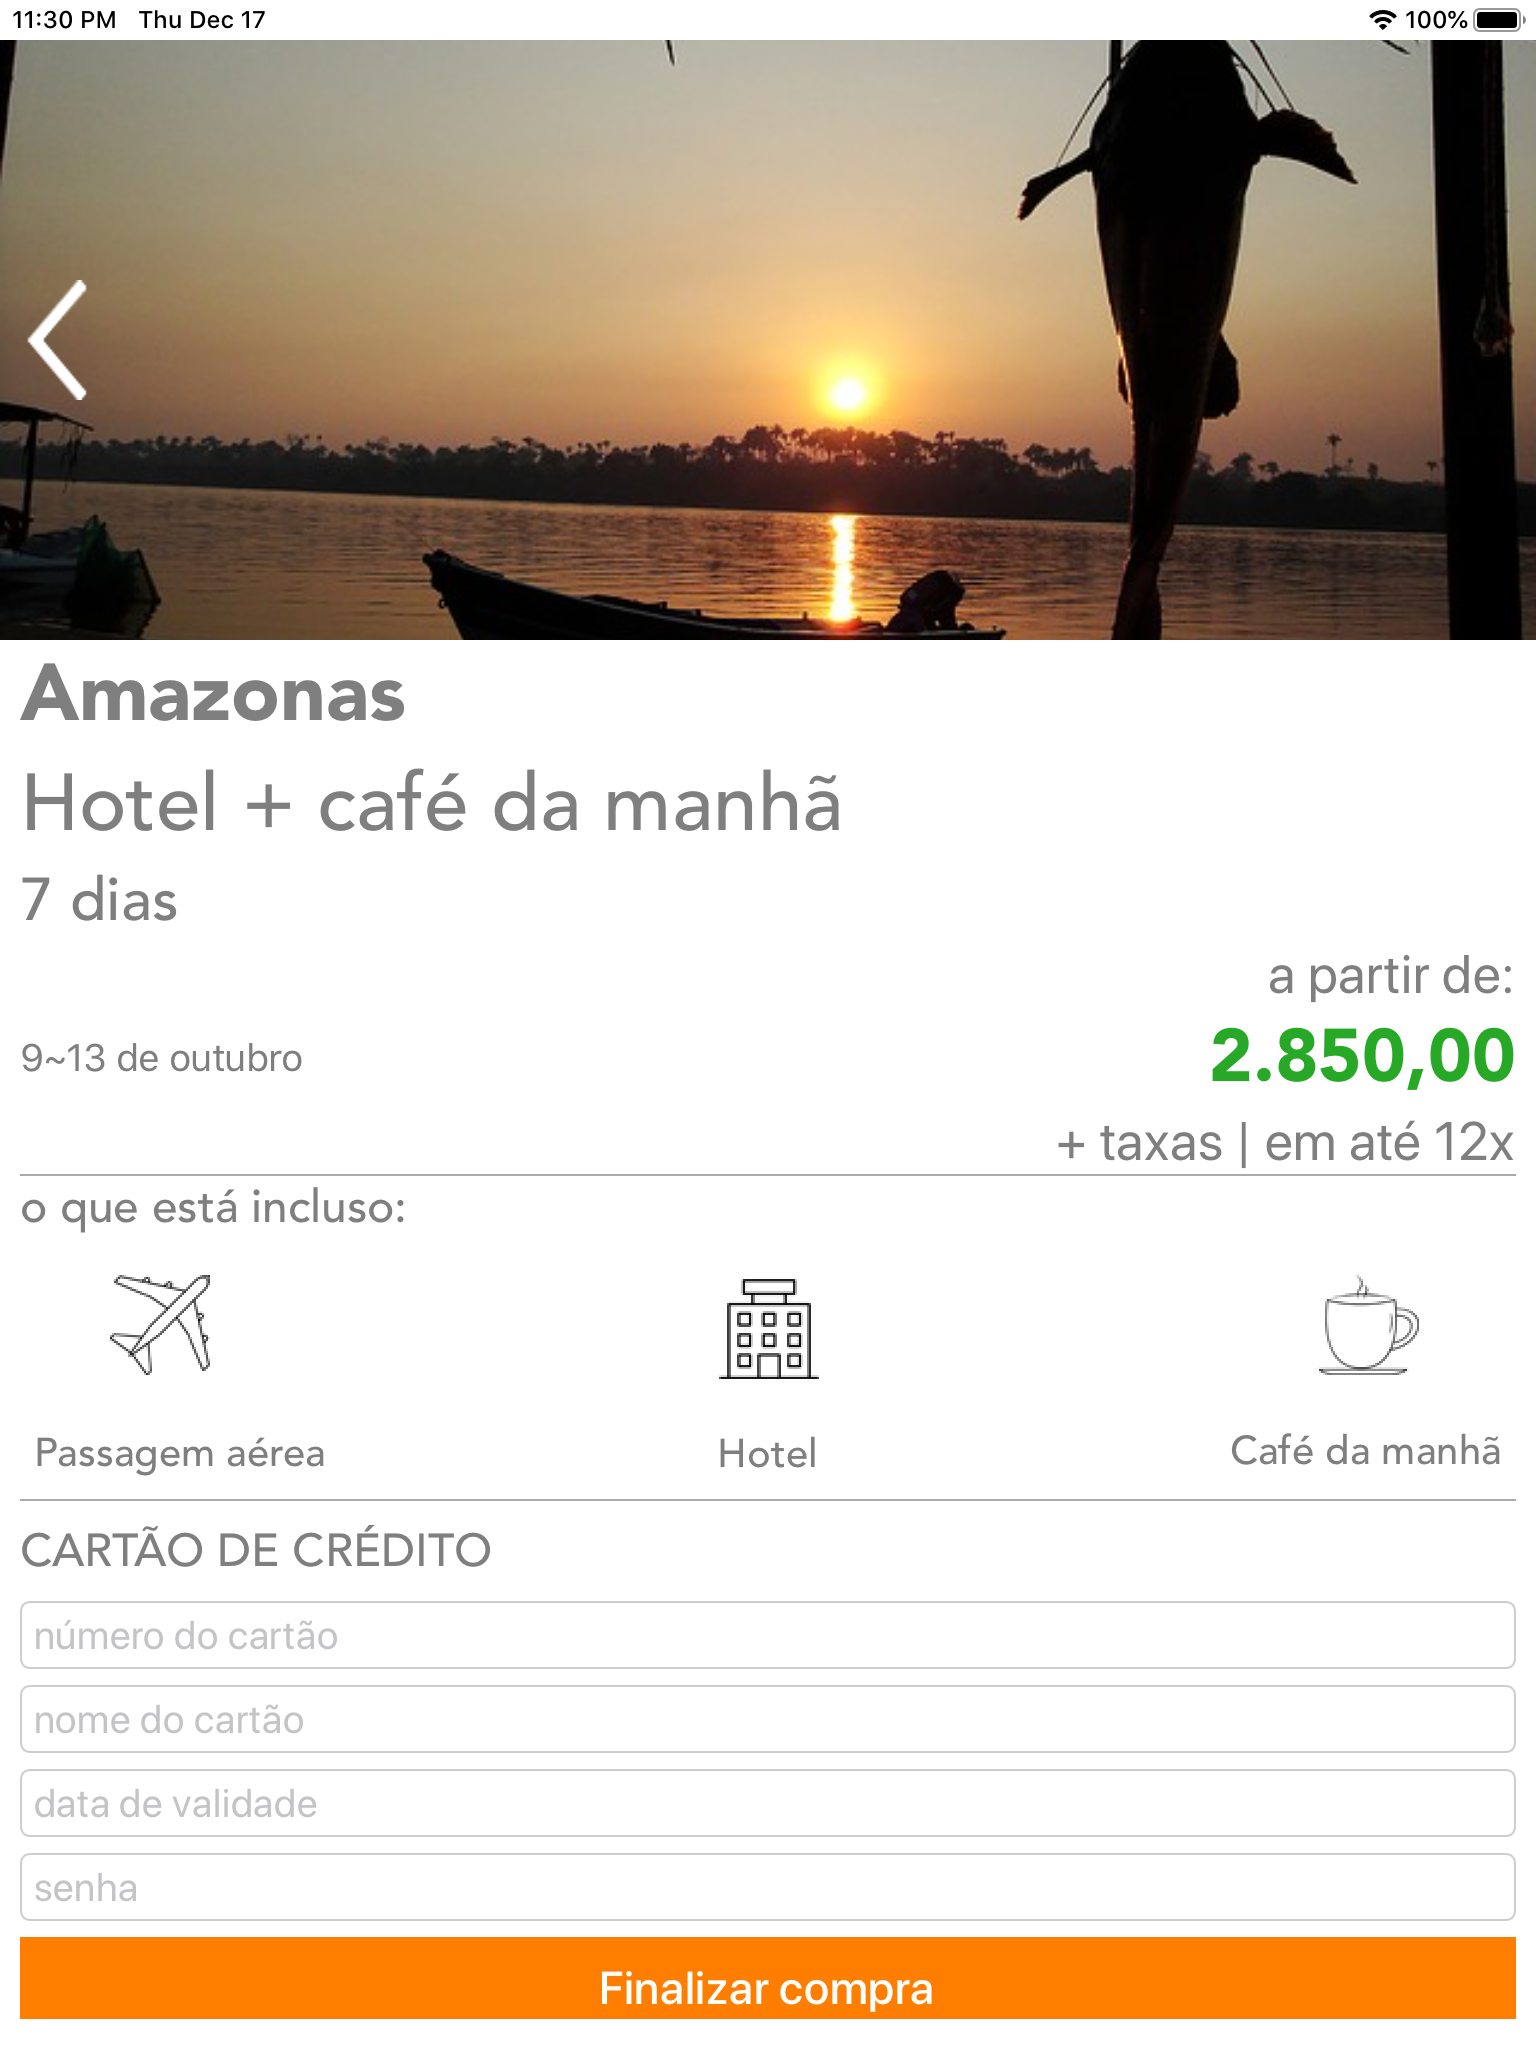 11:30 PM Thu Dec 17 100%
Amazonas
Hotel + café da manhã
7 dias
a partir de:
9~13 de outubro 2.850,00
+ taxas | em até 12x
o que está incluso:
Passagem aérea Hotel Café da manhã
CARTÃO DE CRÉDITO
número do cartão
nome do cartão
data de validade
senha
Finalizar compra